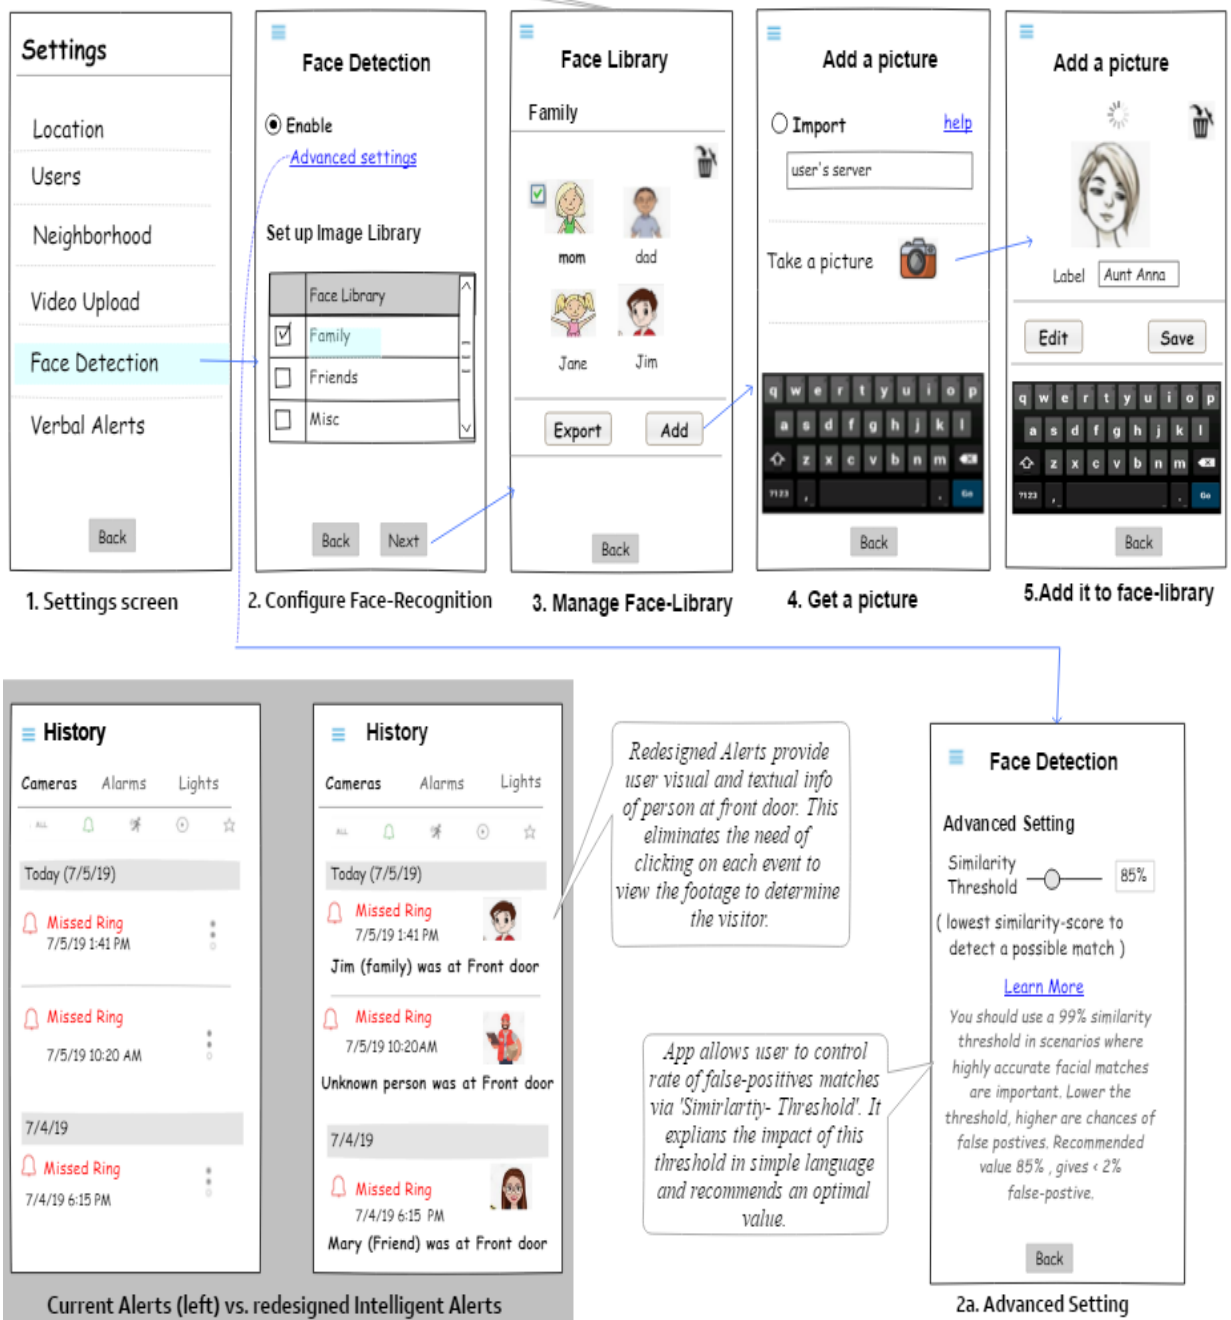 Settings
Location
Users
Neighborhood
Video Upload
Face Detection
Verbal Alerts
Back
1. Settings screen
Face Detection
Enable
Advanced settings
Set up Image Library
Face Library
Family
Friends
Misc
Back
Next
2. Configure Face-Recognition
Face Library
Family
mom
dad
Jane
Jim
Export
Add
Back
3. Manage Face-Library
Add a picture
Import
help
user's server
Take a picture
q w e r t y u i o p
a s d f g h j k l
z x c v b n m
?123 , . Go
Back
4. Get a picture
Add a picture
Label
Aunt Anna
Edit
Save
q w e r t y u i o p
a s d f g h j k l
z x c v b n m
?123 , . Go
Back
5.Add it to face-library
History
Cameras Alarms Lights
ALL
Today (7/5/19)
Missed Ring
7/5/19 1:41 PM
Missed Ring
7/5/19 10:20 AM
7/4/19
Missed Ring
7/4/19 6:15 PM
History
Cameras Alarms Lights
ALL
Today (7/5/19)
Missed Ring
7/5/19 1:41 PM
Jim (family) was at Front door
Missed Ring
7/5/19 10:20AM
Unknown person was at Front door
7/4/19
Missed Ring
7/4/19 6:15 PM
Mary (Friend) was at Front door
Current Alerts (left) vs. redesigned Intelligent Alerts
Redesigned Alerts provide
user visual and textual info
of person at front door. This
eliminates the need of
clicking on each event to
view the footage to determine
the visitor.
App allows user to control
rate of false-positives matches
via 'Simirlartiy- Threshold'. It
explians the impact of this
threshold in simple language
and recommends an optimal
value.
Face Detection
Advanced Setting
Similarity
Threshold
85%
( lowest similarity-score to
detect a possible match )
Learn More
You should use a 99% similarity
threshold in scenarios where
highly accurate facial matches
are important. Lower the
threshold, higher are chances of
false postives. Recommended
value 85% , gives < 2%
false-postive.
Back
2a. Advanced Setting